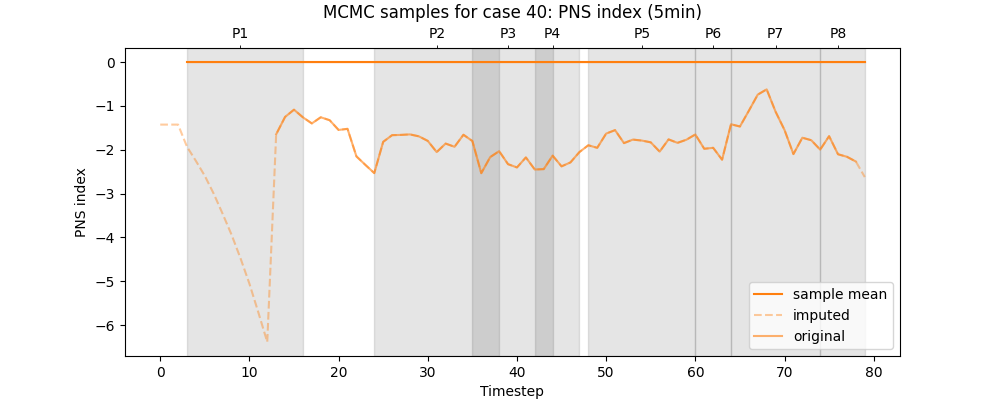 MCMC samples for case 40: PNS index (5min)
P1 P2 P3 P4 P5 P6 P7 P8
PNS index
0
−1
−2
−3
−4
−5
−6
sample mean
imputed
original
0 10 20 30 40 50 60 70 80
Timestep